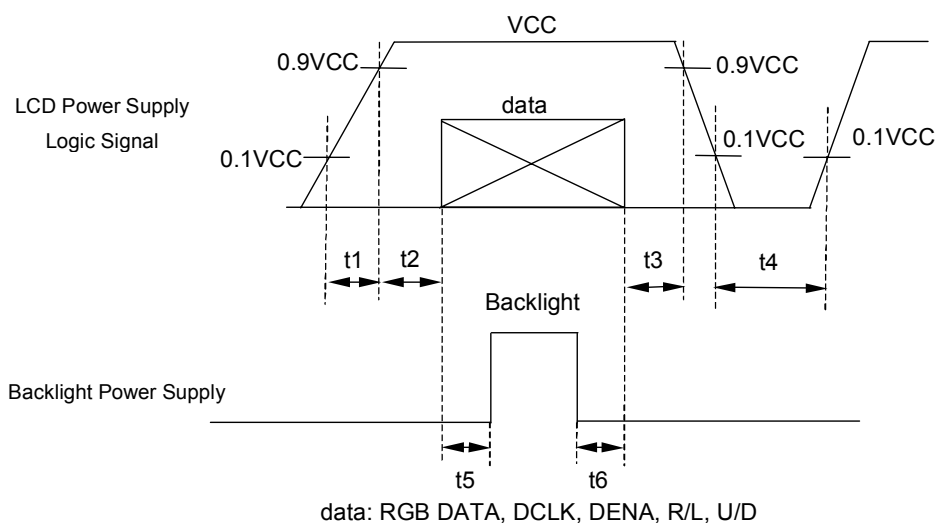 VCC
0.9VCC
0.9VCC
LCD Power Supply
Logic Signal
data
0.1VCC
0.1VCC
0.1VCC
t1
t2
t3
t4
Backlight
Backlight Power Supply
t5
t6
data: RGB DATA, DCLK, DENA, R/L, U/D